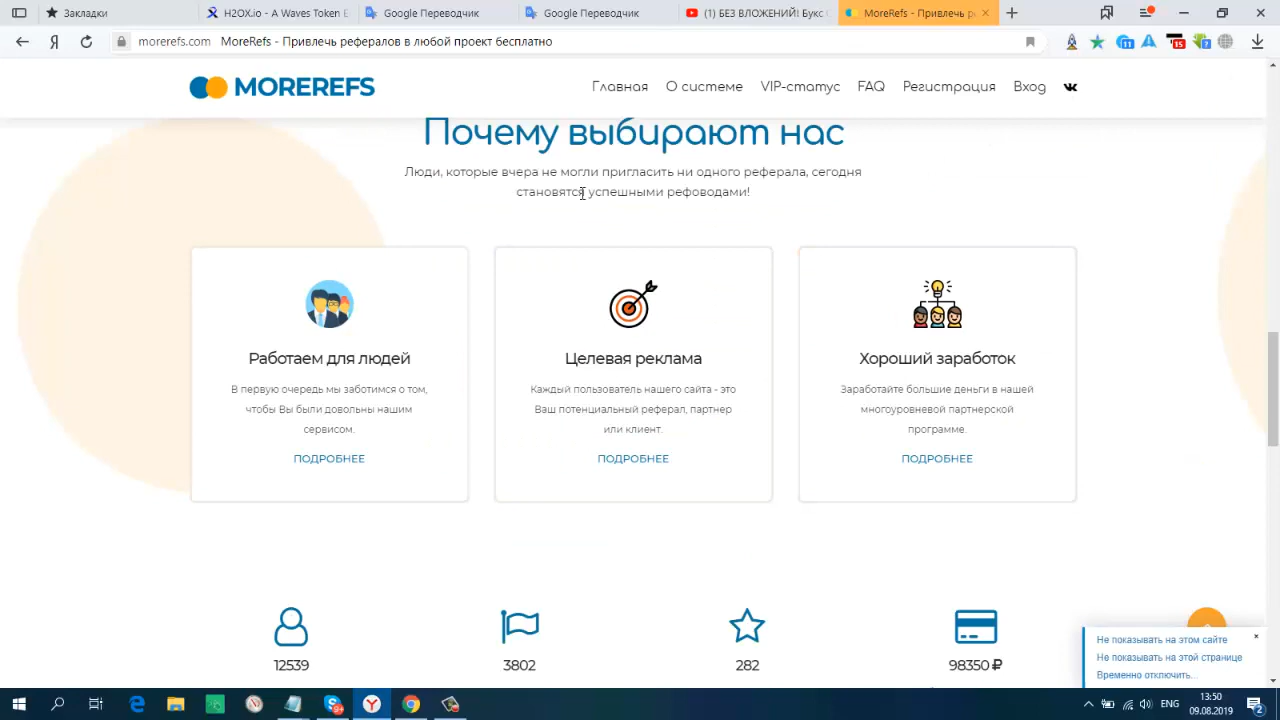 Закладки
H2OX.io - A Waves Token E
Google Переводчик
Google Переводчик
(1) БЕЗ ВЛОЖЕНИЙ! Букс О
MoreRefs - Привлечь р
morerefs.com MoreRefs - Привлечь рефералов в любой проект бесплатно
11
15
?
MOREREFS
Главная О системе VIP-статус FAQ Регистрация Вход
Почему выбирают нас
Люди, которые вчера не могли пригласить ни одного реферала, сегодня
становятся успешными рефоводами!
Работаем для людей
В первую очередь мы заботимся о том,
чтобы Вы были довольны нашим
сервисом.
ПОДРОБНЕЕ
Целевая реклама
Каждый пользователь нашего сайта - это
Ваш потенциальный реферал, партнер
или клиент.
ПОДРОБНЕЕ
Хороший заработок
Заработайте большие деньги в нашей
многоуровневой партнерской
программе.
ПОДРОБНЕЕ
12539
3802
282
98350 ₽
Не показывать на этом сайте
Не показывать на этой странице
Временно отключить...
ENG
13:50
09.08.2019
2